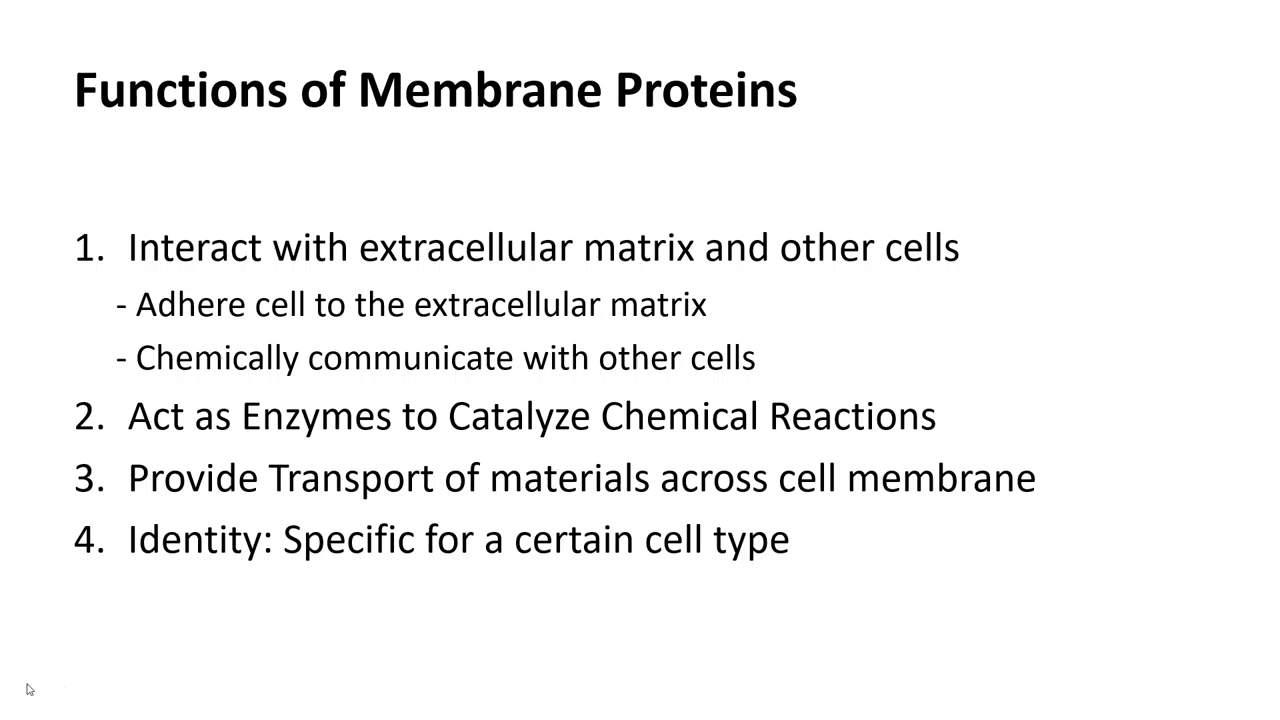 Functions of Membrane Proteins
1. Interact with extracellular matrix and other cells
- Adhere cell to the extracellular matrix
- Chemically communicate with other cells
2. Act as Enzymes to Catalyze Chemical Reactions
3. Provide Transport of materials across cell membrane
4. Identity: Specific for a certain cell type